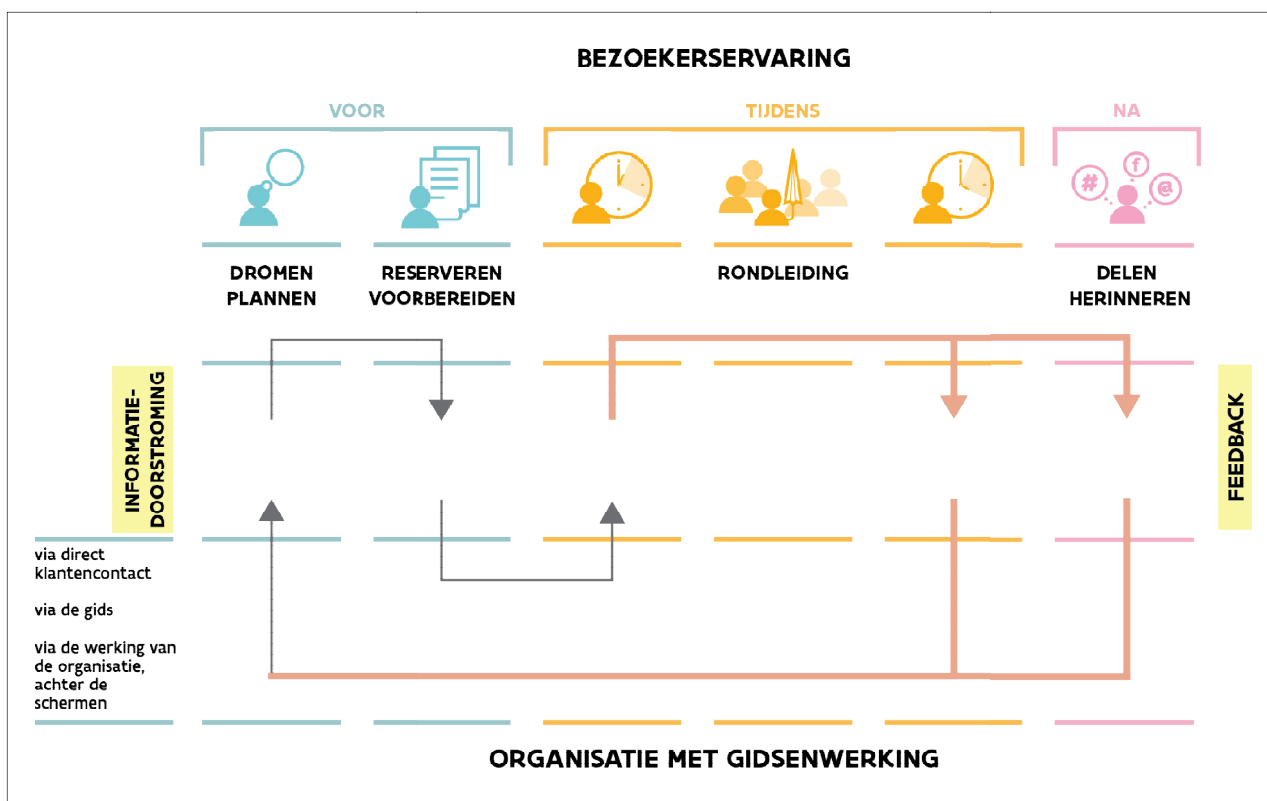 BEZOEKERSERVARING
VOOR
TIJDENS
NA
#
f
@
DROMEN
PLANNEN
RESERVEREN
VOORBEREIDEN
RONDLEIDING
DELEN
HERINNEREN
INFORMATIE-
DOORSTROMING
FEEDBACK
via direct
klantencontact
via de gids
via de werking van
de organisatie,
achter de
schermen
ORGANISATIE MET GIDSENWERKING